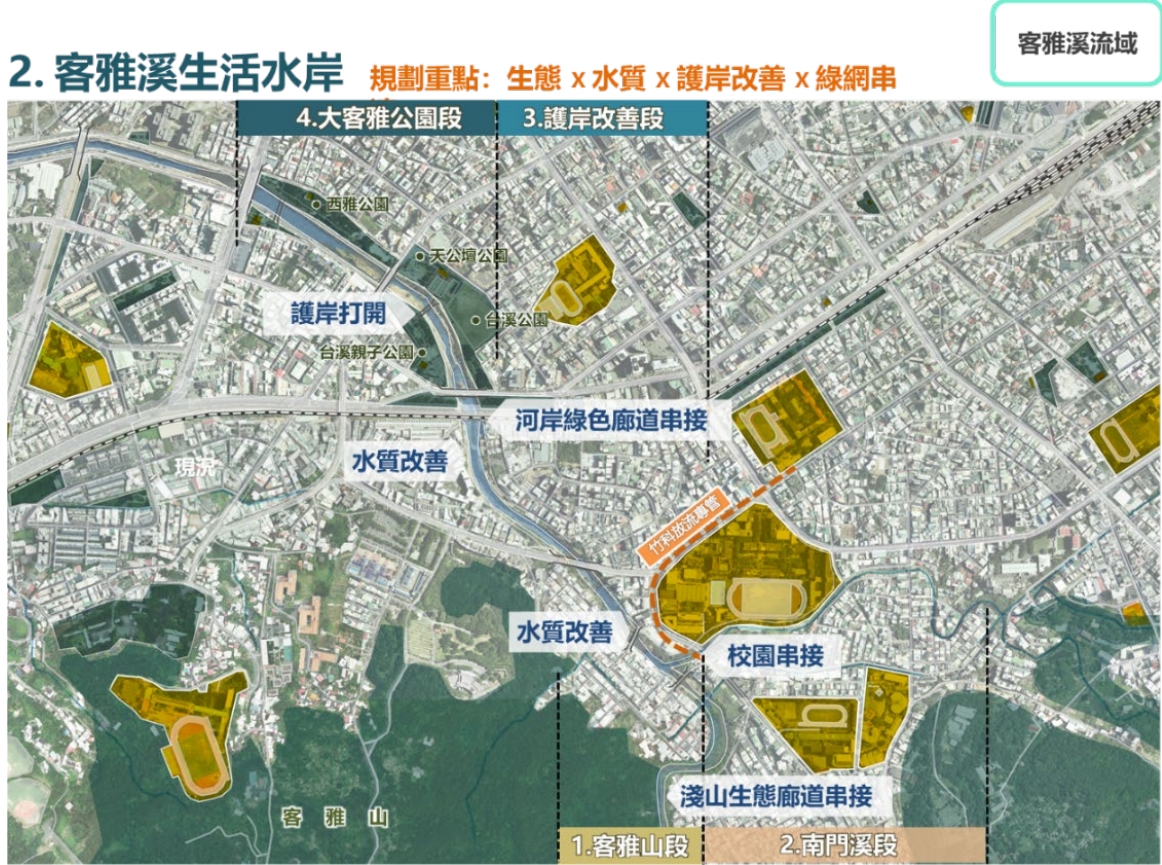 客雅溪流域
2. 客雅溪生活水岸
規劃重點：生態 x 水質 x 護岸改善 x 綠網串
4.大客雅公園段
3.護岸改善段
西雅公園
天公壇公園
護岸打開
台溪公園
台溪親子公園
河岸綠色廊道串接
水質改善
現況
竹科放流專管
水質改善
校園串接
淺山生態廊道串接
客雅山
1.客雅山段
2.南門溪段